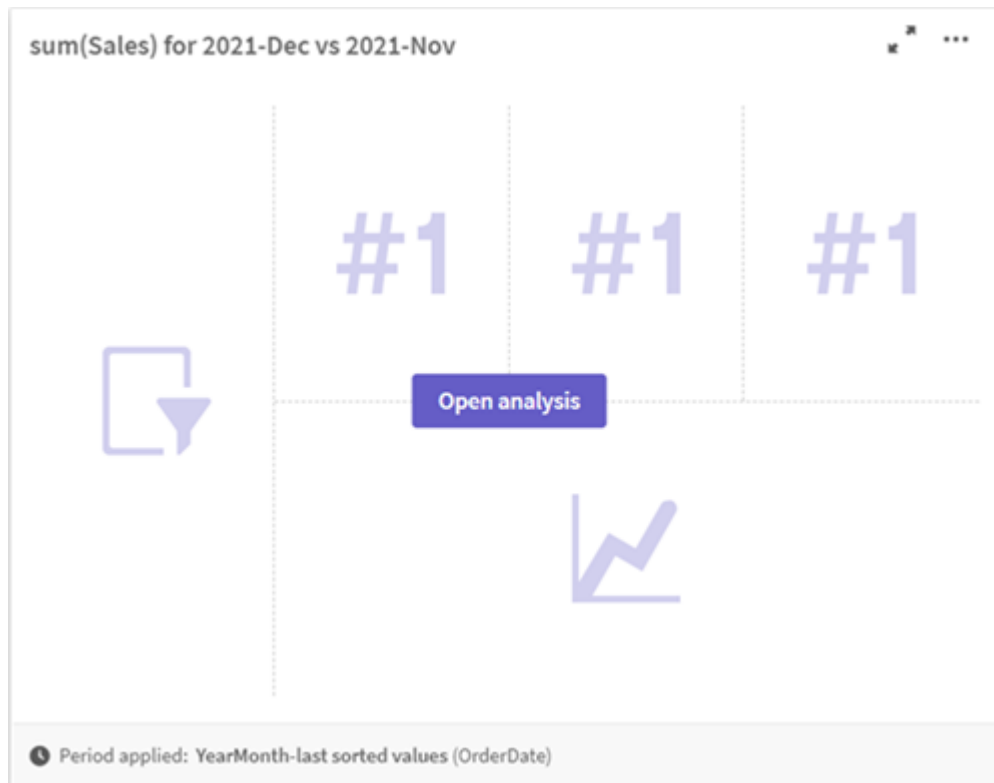 sum(Sales) for 2021-Dec vs 2021-Nov
#1 #1 #1
Open analysis
Period applied: YearMonth-last sorted values (OrderDate)